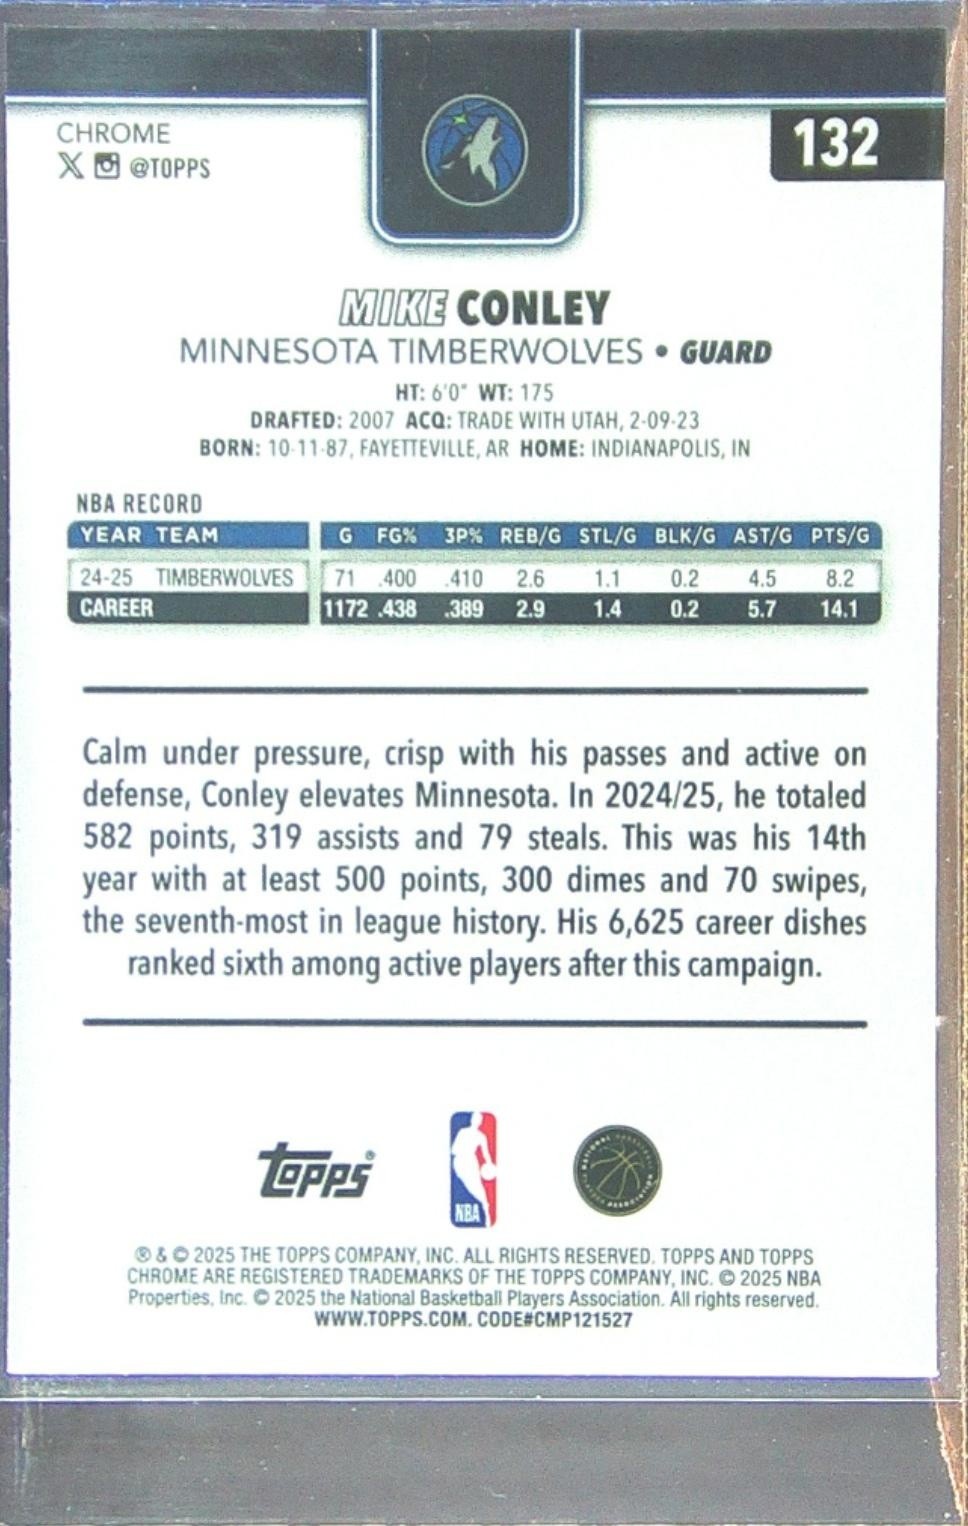 CHROME
132
X @TOPPS
MIKE CONLEY
MINNESOTA TIMBERWOLVES • GUARD
HT: 6'0" WT: 175
DRAFTED: 2007 ACQ: TRADE WITH UTAH, 2-09-23
BORN: 10-11-87, FAYETTEVILLE, AR HOME: INDIANAPOLIS, IN
NBA RECORD
YEAR TEAM G FG% 3P% REB/G STL/G BLK/G AST/G PTS/G
24-25 TIMBERWOLVES 71 .400 .410 2.6 1.1 0.2 4.5 8.2
CAREER 1172 .438 .389 2.9 1.4 0.2 5.7 14.1
Calm under pressure, crisp with his passes and active on
defense, Conley elevates Minnesota. In 2024/25, he totaled
582 points, 319 assists and 79 steals. This was his 14th
year with at least 500 points, 300 dimes and 70 swipes,
the seventh-most in league history. His 6,625 career dishes
ranked sixth among active players after this campaign.
topps®
NBA
® & © 2025 THE TOPPS COMPANY, INC. ALL RIGHTS RESERVED. TOPPS AND TOPPS
CHROME ARE REGISTERED TRADEMARKS OF THE TOPPS COMPANY, INC. © 2025 NBA
Properties, Inc. © 2025 the National Basketball Players Association. All rights reserved.
WWW.TOPPS.COM. CODE#CMP121527